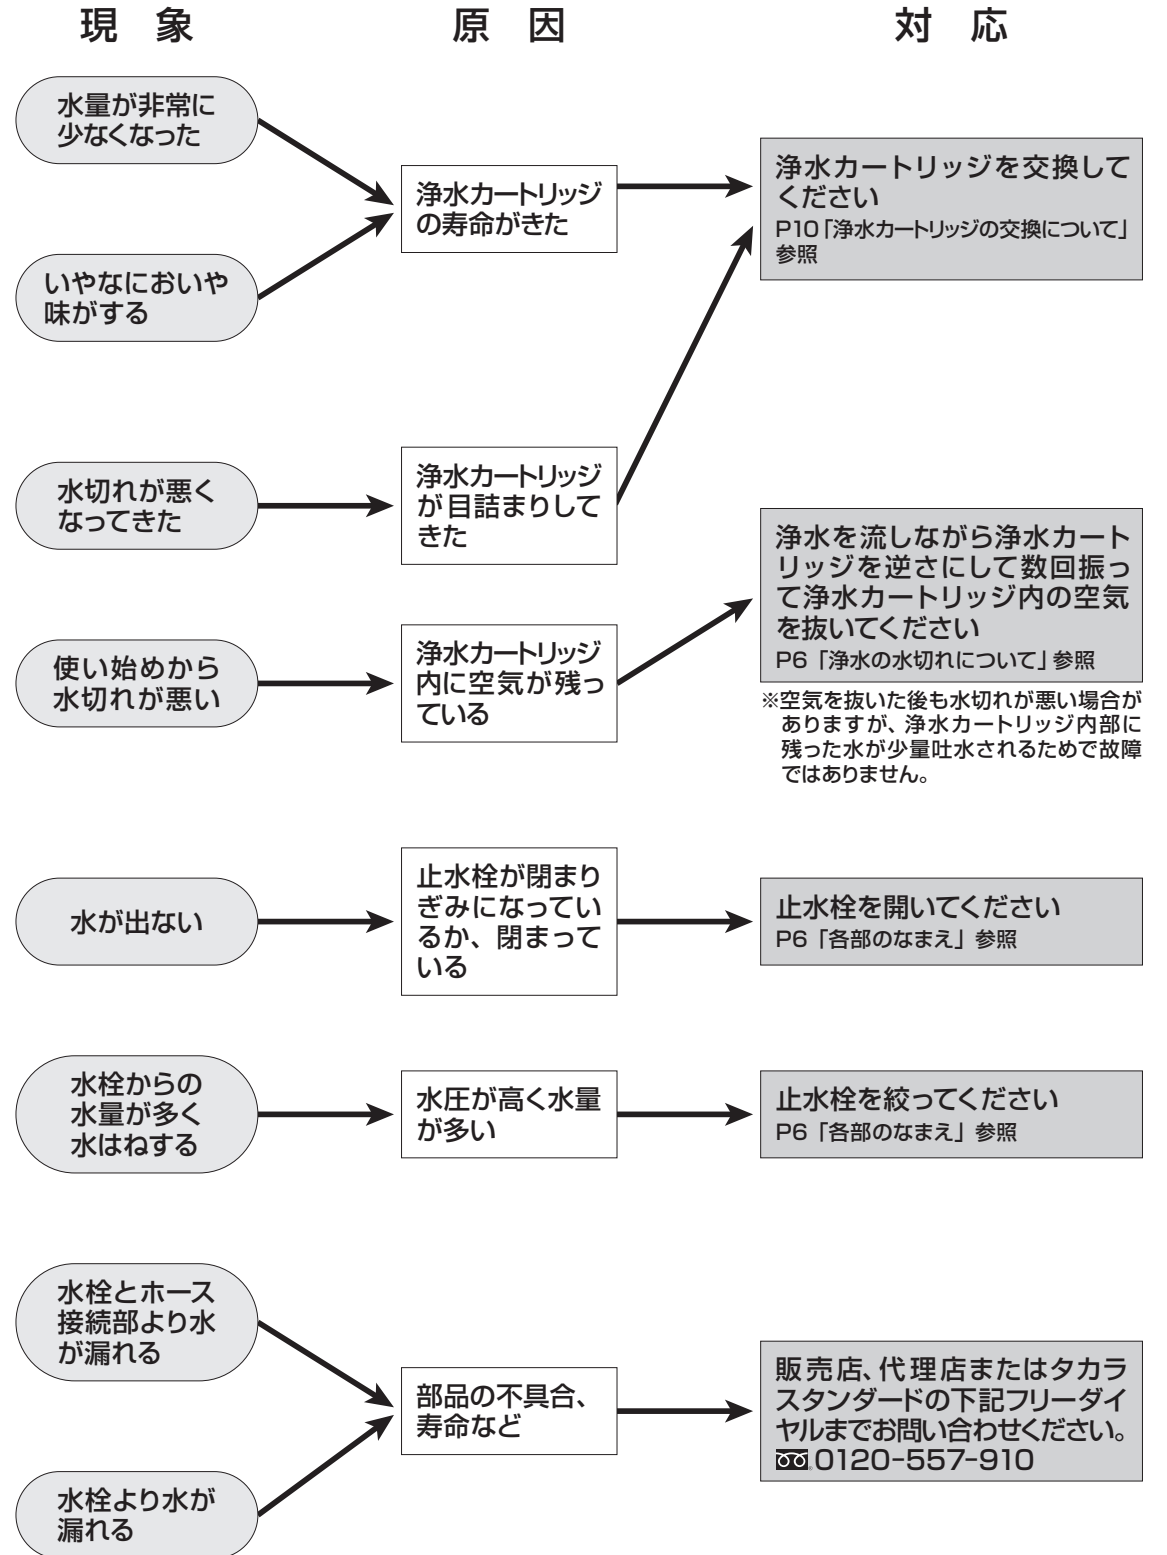 現　象
原　因
対　応
水量が非常に
少なくなった
いやなにおいや
味がする
浄水カートリッジ
の寿命がきた
浄水カートリッジを交換して
ください
P10「浄水カートリッジの交換について」
参照
水切れが悪く
なってきた
浄水カートリッジ
が目詰まりして
きた
使い始めから
水切れが悪い
浄水カートリッジ
内に空気が残っ
ている
浄水を流しながら浄水カート
リッジを逆さにして数回振っ
て浄水カートリッジ内の空気
を抜いてください
P6「浄水の水切れについて」参照
※空気を抜いた後も水切れが悪い場合が
ありますが、浄水カートリッジ内部に
残った水が少量吐水されるためで故障
ではありません。
水が出ない
止水栓が閉まり
ぎみになってい
るか、閉まって
いる
止水栓を開いてください
P6「各部のなまえ」参照
水栓からの
水量が多く
水はねする
水圧が高く水量
が多い
止水栓を絞ってください
P6「各部のなまえ」参照
水栓とホース
接続部より水
が漏れる
水栓より水が
漏れる
部品の不具合、
寿命など
販売店、代理店またはタカラ
スタンダードの下記フリーダイ
ヤルまでお問い合わせください。
0120-557-910